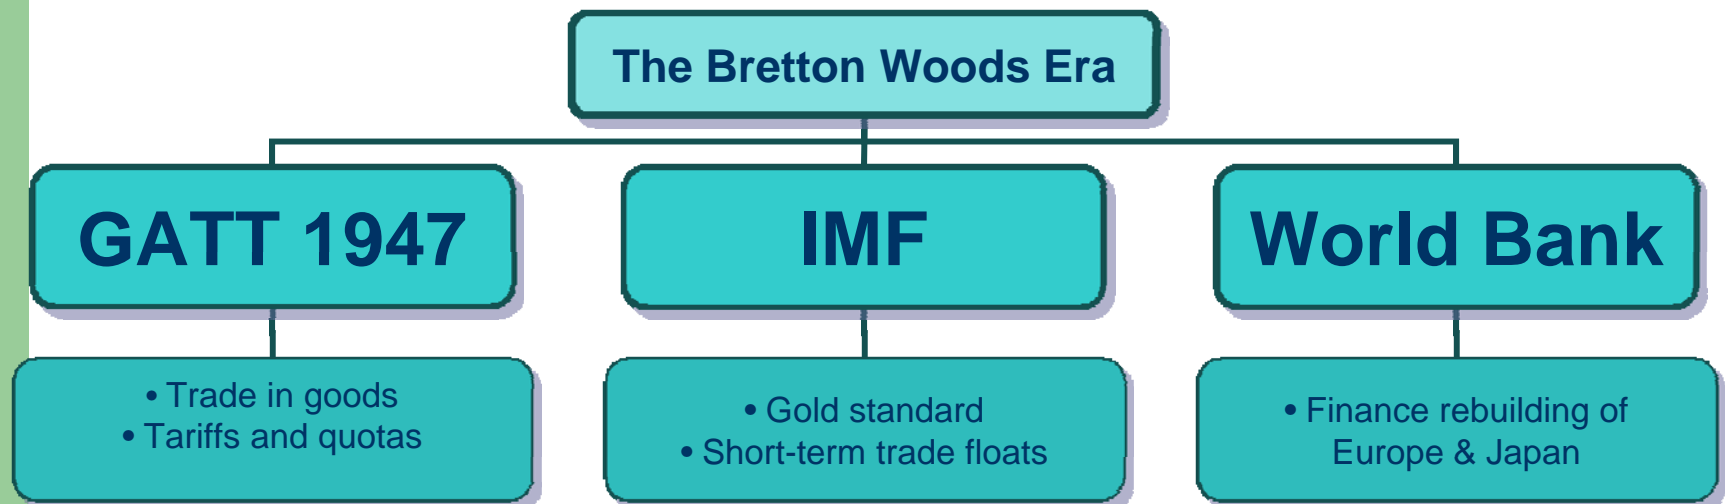 The Bretton Woods Era
GATT 1947
IMF
World Bank
• Trade in goods
• Tariffs and quotas
• Gold standard
• Short-term trade floats
• Finance rebuilding of
Europe & Japan